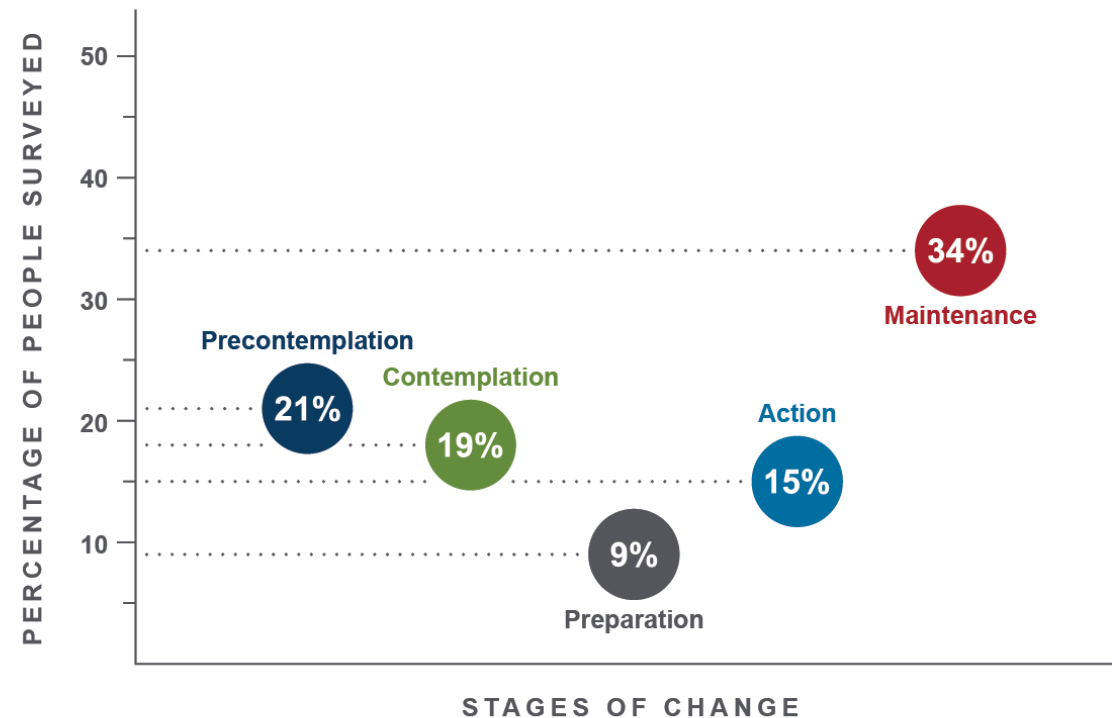 PERCENTAGE OF PEOPLE SURVEYED
50
40
30
20
10
34%
Maintenance
Precontemplation
21%
Contemplation
19%
Action
15%
9%
Preparation
STAGES OF CHANGE